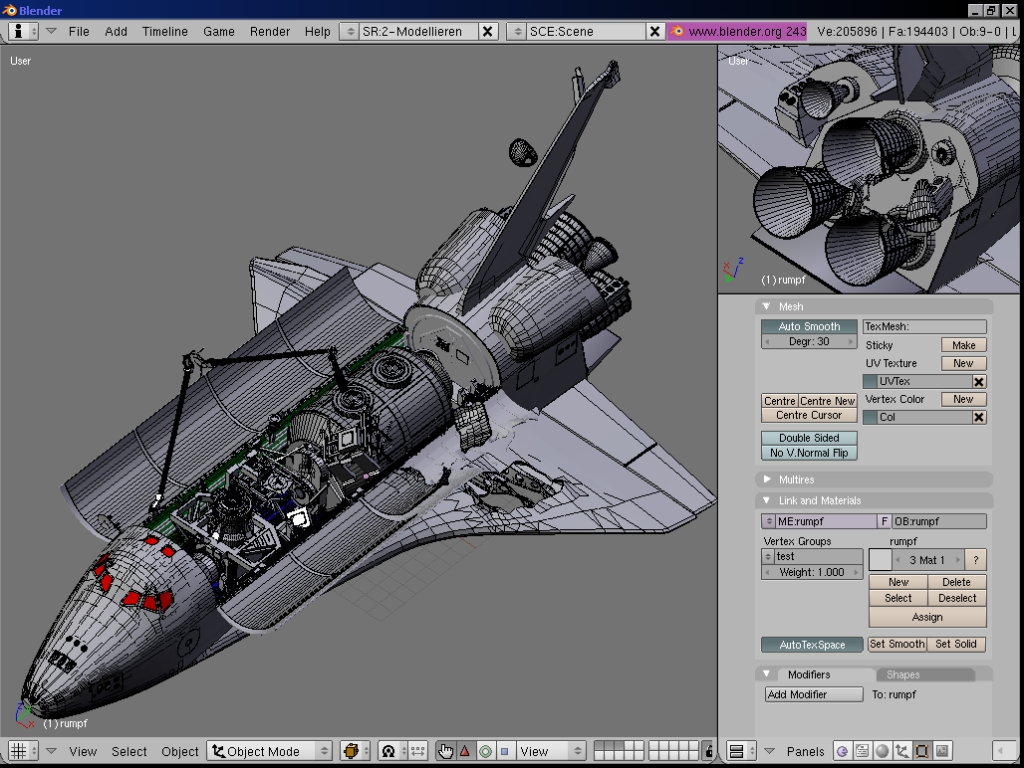 Blender
File Add Timeline Game Render Help SR:2-Modellieren SCE:Scene www.blender.org 243 Ve:205896 | Fa:194403 | Ob:9-0 |
User
User
(1) rumpf
Mesh
Auto Smooth TexMesh:
Degr: 30 Sticky Make
UV Texture New
UVTex
Centre Centre New Vertex Color New
Centre Cursor Col
Double Sided
No V.Normal Flip
Multires
Link and Materials
ME:rumpf F OB:rumpf
Vertex Groups rumpf
test 3 Mat 1 ?
Weight: 1.000
New Delete
Select Deselect
Assign
AutoTexSpace Set Smooth Set Solid
Modifiers Shapes
Add Modifier To: rumpf
(1) rumpf
View Select Object Object Mode View Panels